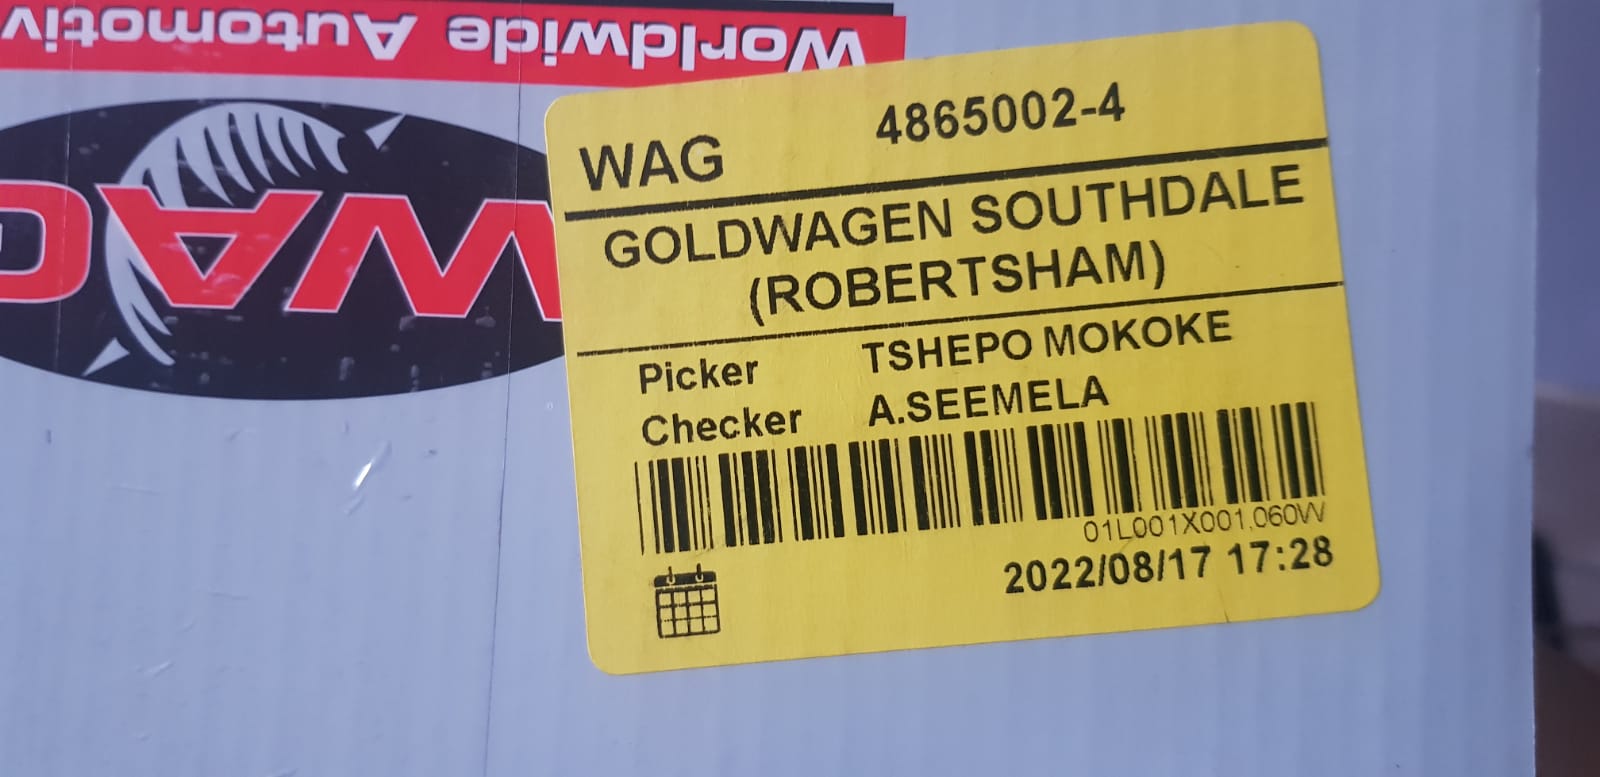 Worldwide Automotiv
WAG
WAG
4865002-4
GOLDWAGEN SOUTHDALE
(ROBERTSHAM)
Picker TSHEPO MOKOKE
Checker A.SEEMELA
01L001X001,060W
2022/08/17 17:28